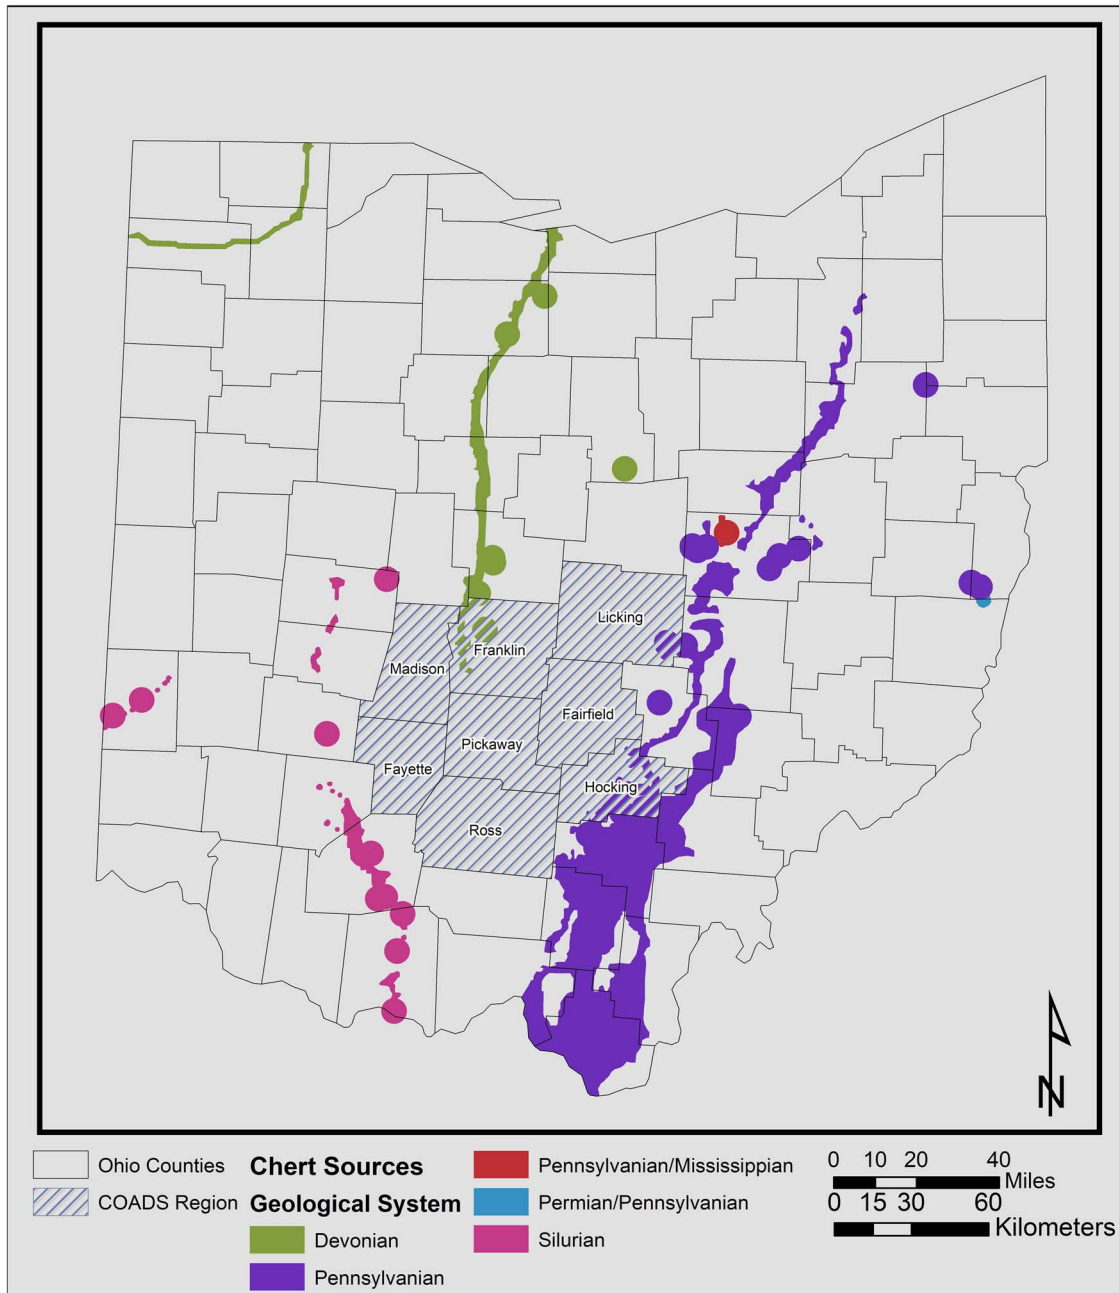 Licking
Franklin
Madison
Fairfield
Pickaway
Fayette
Hocking
Ross
N
Ohio Counties
COADS Region
Chert Sources
Geological System
Devonian
Pennsylvanian
Pennsylvanian/Mississippian
Permian/Pennsylvanian
Silurian
0 10 20 40
Miles
0 15 30 60
Kilometers